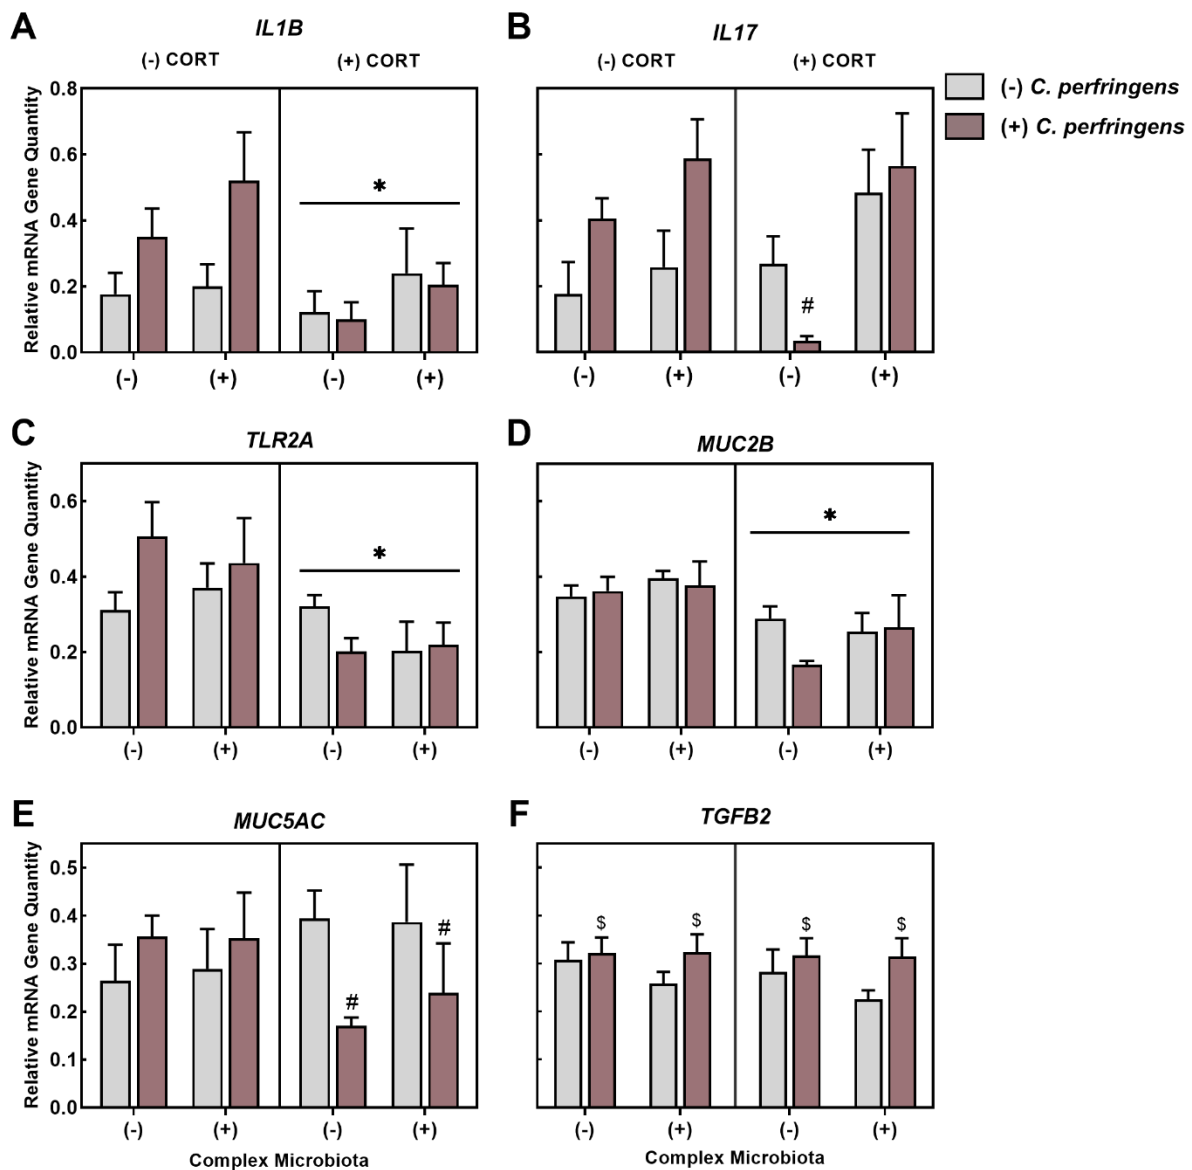 A
IL1B
(-) CORT (+) CORT
Relative mRNA Gene Quantity
0.8
0.6
0.4
0.2
0.0
*
(-) (+) (-) (+)
B
IL17
(-) CORT (+) CORT
#
(-) (+) (-) (+)
(-) C. perfringens
(+) C. perfringens
C
TLR2A
Relative mRNA Gene Quantity
0.6
0.4
0.2
0.0
*
(-) (+) (-) (+)
D
MUC2B
*
(-) (+) (-) (+)
E
MUC5AC
Relative mRNA Gene Quantity
0.5
0.4
0.3
0.2
0.1
0.0
# #
(-) (+) (-) (+)
Complex Microbiota
F
TGFB2
$ $ $ $
(-) (+) (-) (+)
Complex Microbiota